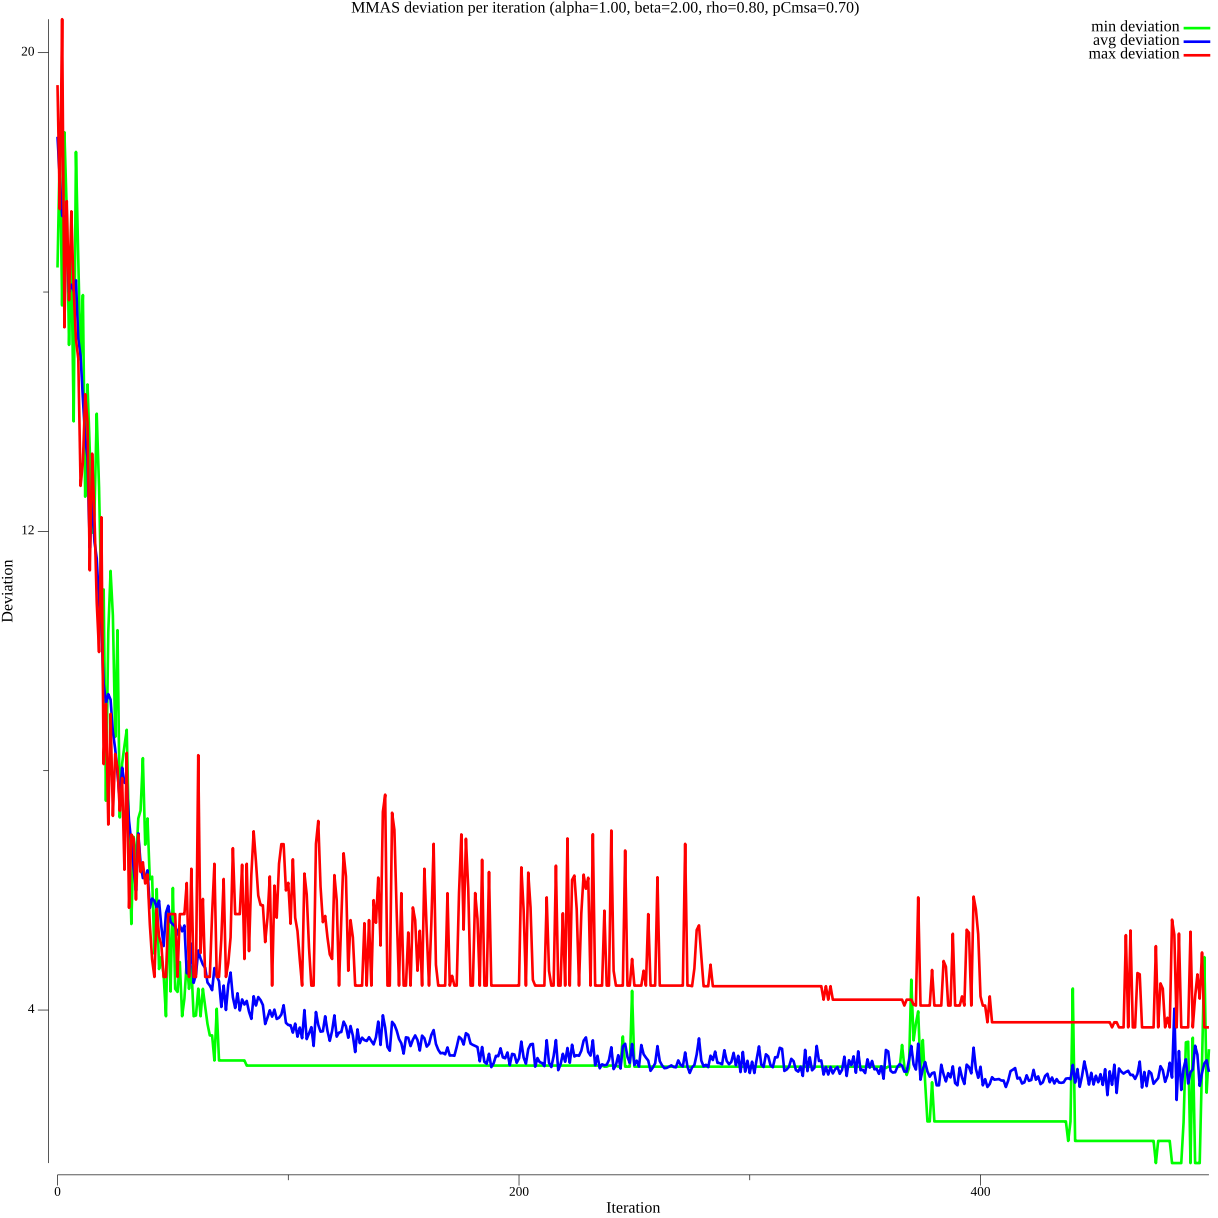 MMAS deviation per iteration (alpha=1.00, beta=2.00, rho=0.80, pCmsa=0.70)
min deviation
avg deviation
max deviation
20
12
4
Deviation
0
200
400
Iteration